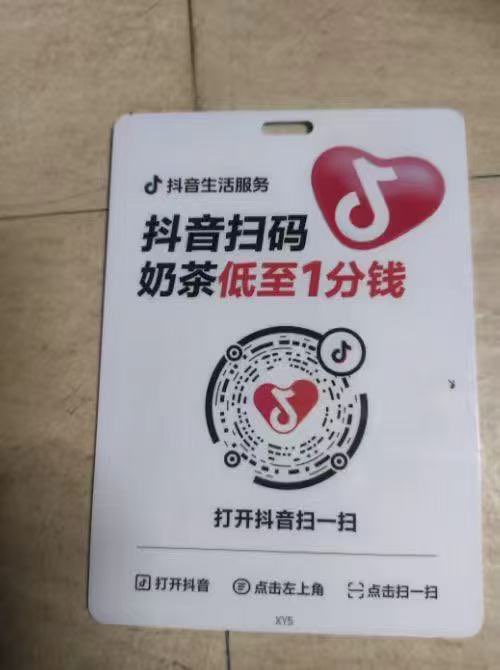 抖音生活服务
抖音扫码
奶茶低至1分钱
打开抖音扫一扫
打开抖音 点击左上角 点击扫一扫
XY5